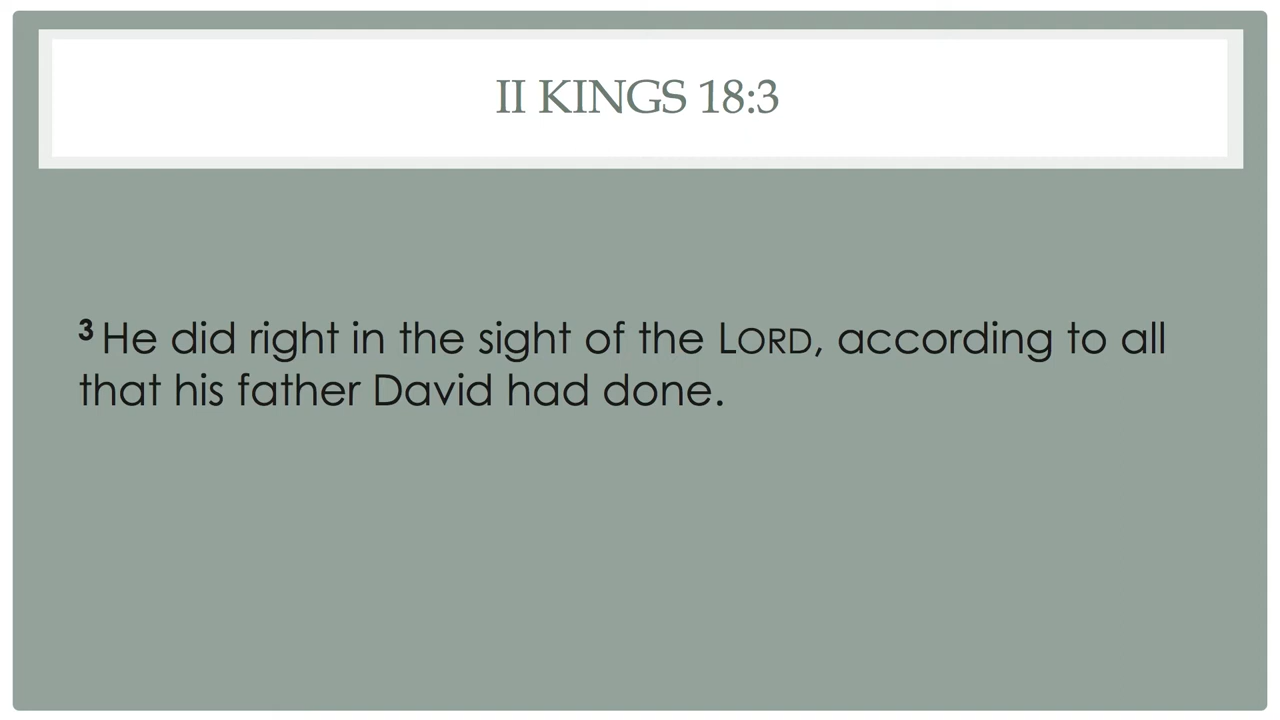 II KINGS 18:3
3 He did right in the sight of the LORD, according to all
that his father David had done.